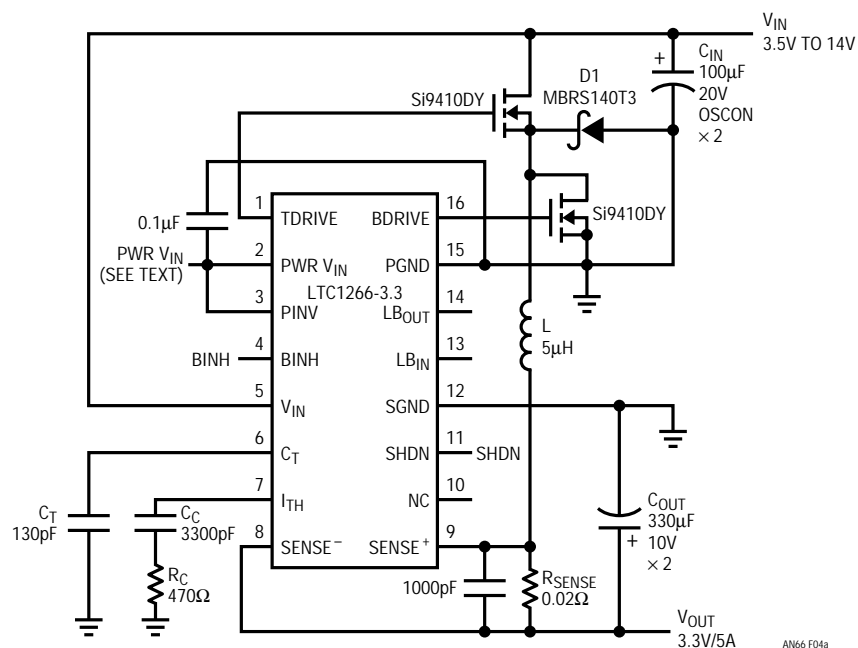 V_IN
3.5V TO 14V
C_IN
100µF
20V
OSCON
× 2
D1
MBRS140T3
Si9410DY
Si9410DY
0.1µF
PWR V_IN
(SEE TEXT)
1 TDRIVE BDRIVE 16
2 PWR V_IN PGND 15
LTC1266-3.3
3 PINV LB_OUT 14
BINH 4 BINH LB_IN 13
5 V_IN SGND 12
6 C_T SHDN 11 SHDN
7 I_TH NC 10
8 SENSE⁻ SENSE⁺ 9
L
5µH
C_T
130pF
C_C
3300pF
R_C
470Ω
1000pF
R_SENSE
0.02Ω
C_OUT
330µF
+ 10V
× 2
+
V_OUT
3.3V/5A
AN66 F04a